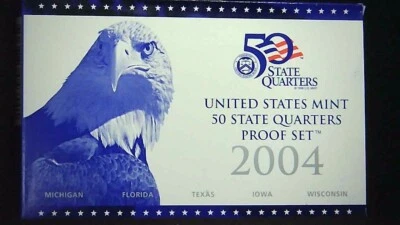 50
STATE
QUARTERS
UNITED STATES MINT
50 STATE QUARTERS
PROOF SET™
2004
MICHIGAN FLORIDA TEXAS IOWA WISCONSIN